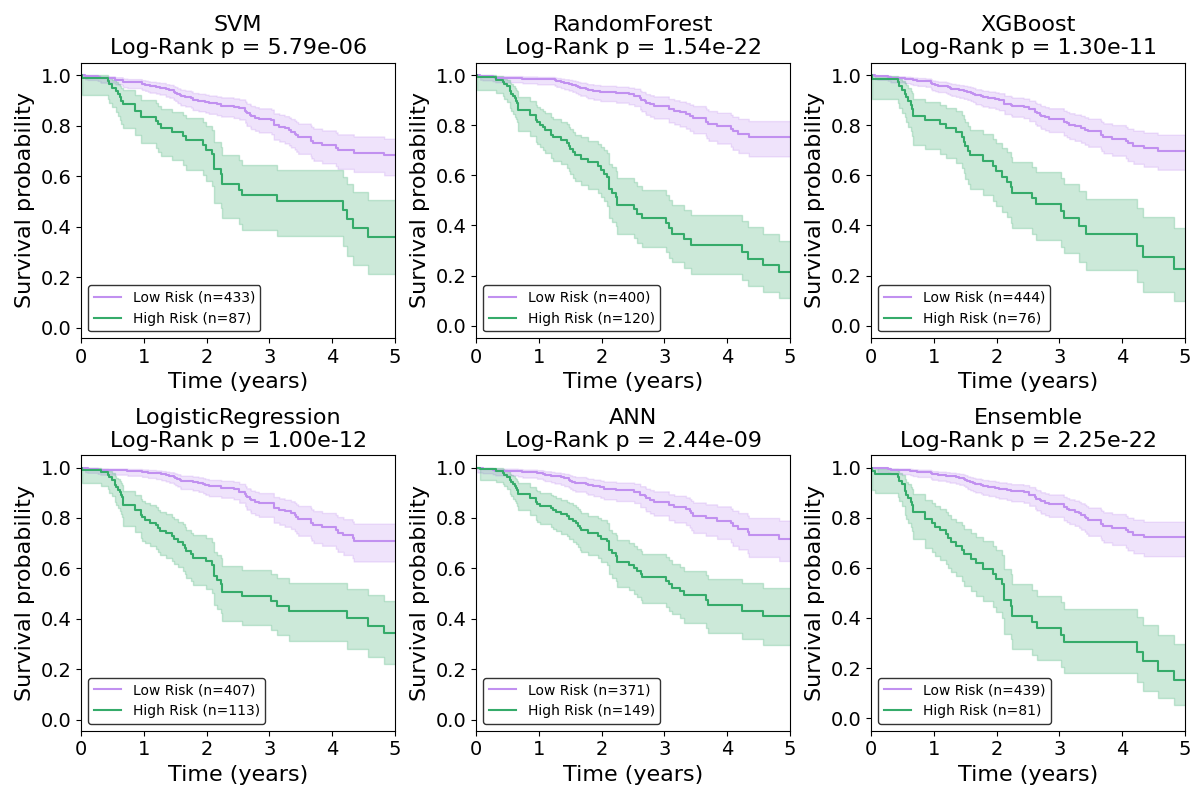 SVM
Log-Rank p = 5.79e-06
Survival probability
1.0
0.8
0.6
0.4
0.2
0.0
Low Risk (n=433)
High Risk (n=87)
0 1 2 3 4 5
Time (years)
RandomForest
Log-Rank p = 1.54e-22
Survival probability
1.0
0.8
0.6
0.4
0.2
0.0
Low Risk (n=400)
High Risk (n=120)
0 1 2 3 4 5
Time (years)
XGBoost
Log-Rank p = 1.30e-11
Survival probability
1.0
0.8
0.6
0.4
0.2
0.0
Low Risk (n=444)
High Risk (n=76)
0 1 2 3 4 5
Time (years)
LogisticRegression
Log-Rank p = 1.00e-12
Survival probability
1.0
0.8
0.6
0.4
0.2
0.0
Low Risk (n=407)
High Risk (n=113)
0 1 2 3 4 5
Time (years)
ANN
Log-Rank p = 2.44e-09
Survival probability
1.0
0.8
0.6
0.4
0.2
0.0
Low Risk (n=371)
High Risk (n=149)
0 1 2 3 4 5
Time (years)
Ensemble
Log-Rank p = 2.25e-22
Survival probability
1.0
0.8
0.6
0.4
0.2
0.0
Low Risk (n=439)
High Risk (n=81)
0 1 2 3 4 5
Time (years)